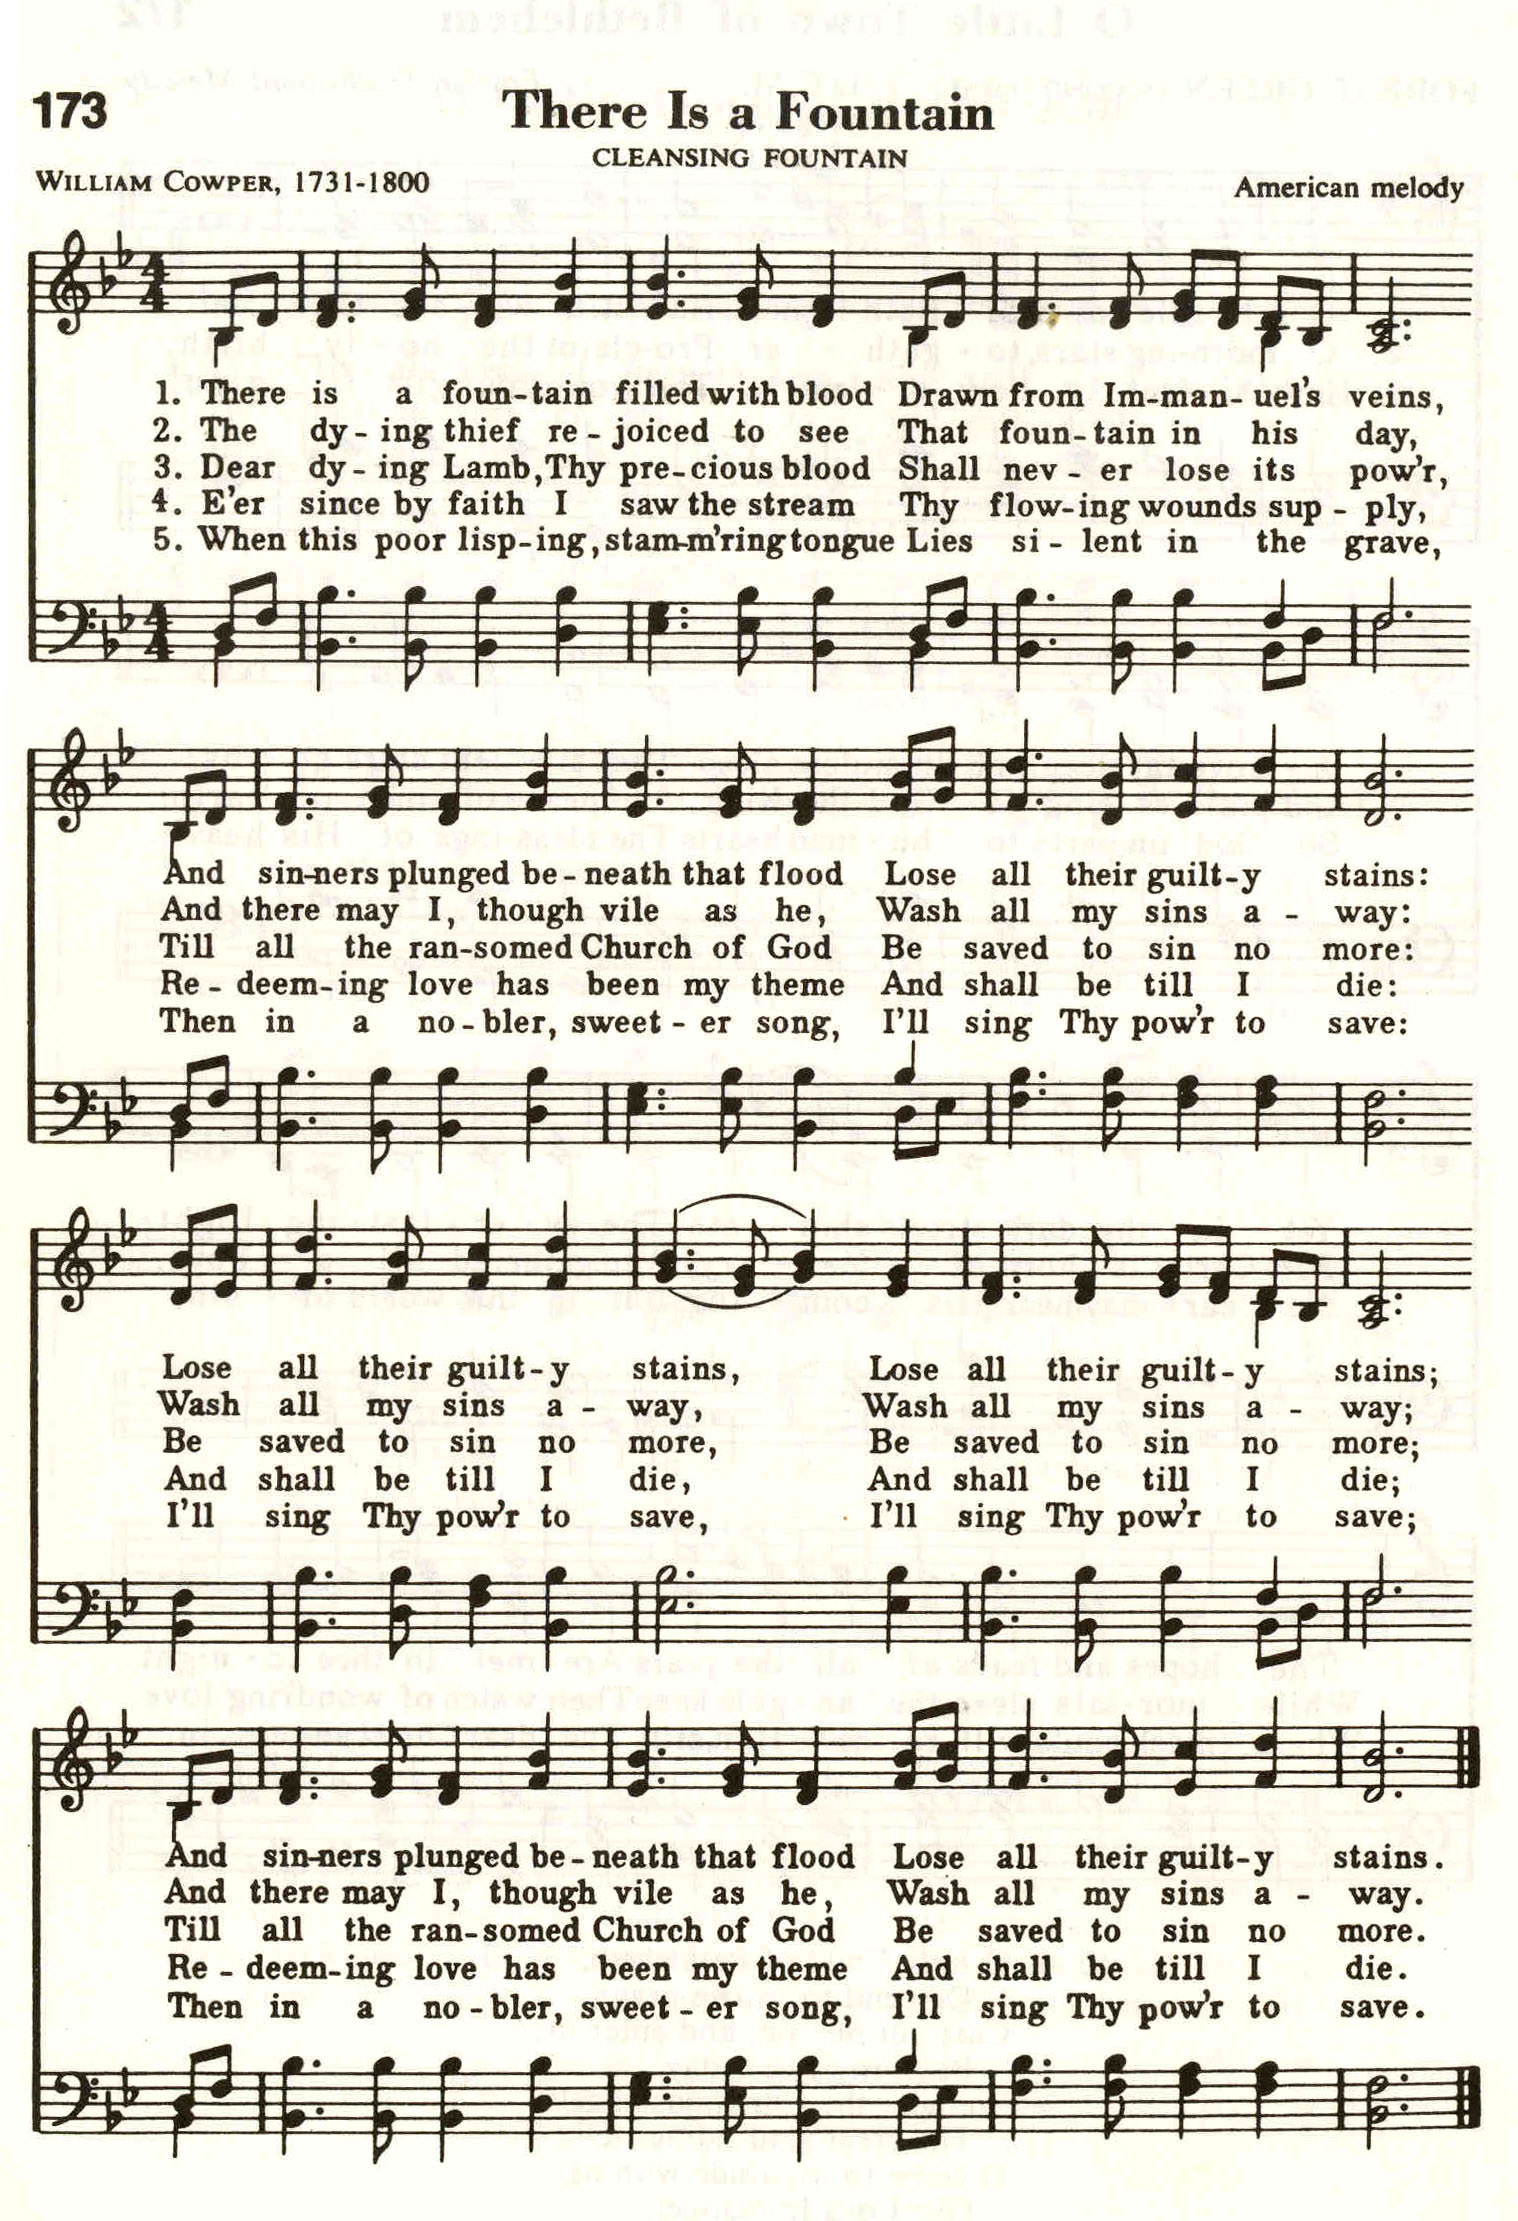 173
There Is a Fountain
CLEANSING FOUNTAIN
WILLIAM COWPER, 1731-1800
American melody
1. There is a foun-tain filled with blood Drawn from Im-man-uel's veins,
2. The dy-ing thief re-joiced to see That foun-tain in his day,
3. Dear dy-ing Lamb, Thy pre-cious blood Shall nev-er lose its pow'r,
4. E'er since by faith I saw the stream Thy flow-ing wounds sup-ply,
5. When this poor lisp-ing, stam-m'ring tongue Lies si-lent in the grave,
And sin-ners plunged be-neath that flood Lose all their guilt-y stains:
And there may I, though vile as he, Wash all my sins a-way:
Till all the ran-somed Church of God Be saved to sin no more:
Re-deem-ing love has been my theme And shall be till I die:
Then in a no-bler, sweet-er song, I'll sing Thy pow'r to save:
Lose all their guilt-y stains, Lose all their guilt-y stains;
Wash all my sins a-way, Wash all my sins a-way;
Be saved to sin no more, Be saved to sin no more;
And shall be till I die, And shall be till I die;
I'll sing Thy pow'r to save, I'll sing Thy pow'r to save;
And sin-ners plunged be-neath that flood Lose all their guilt-y stains.
And there may I, though vile as he, Wash all my sins a-way.
Till all the ran-somed Church of God Be saved to sin no more.
Re-deem-ing love has been my theme And shall be till I die.
Then in a no-bler, sweet-er song, I'll sing Thy pow'r to save.